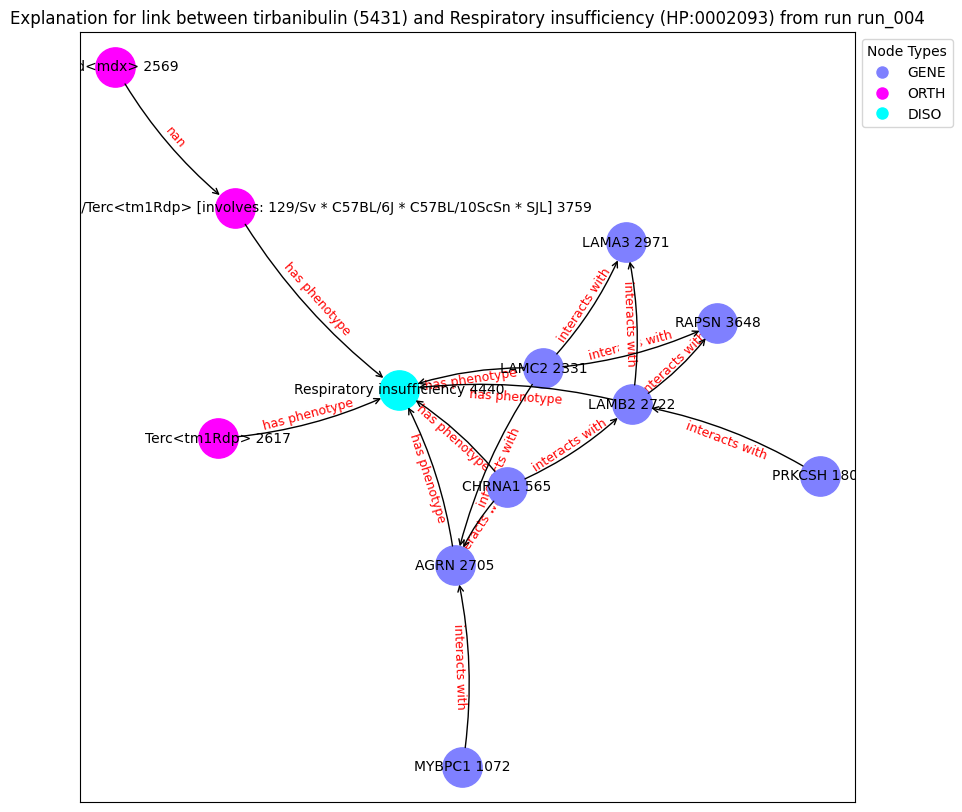 Explanation for link between tirbanibulin (5431) and Respiratory insufficiency (HP:0002093) from run run_004
Node Types
GENE
ORTH
DISO
d<mdx> 2569
nan
/Terc<tm1Rdp> [involves: 129/Sv * C57BL/6J * C57BL/10ScSn * SJL] 3759
LAMA3 2971
has phenotype
interacts with
interacts with
RAPSN 3648
interacts with
interacts with
LAMC2 2331
has phenotype
Respiratory insufficiency 4440
has phenotype
LAMB2 2722
has phenotype
Terc<tm1Rdp> 2617
has phenotype
interacts with
interacts with
PRKCSH 180
has phenotype
interacts with
CHRNA1 565
AGRN 2705
interacts with
MYBPC1 1072